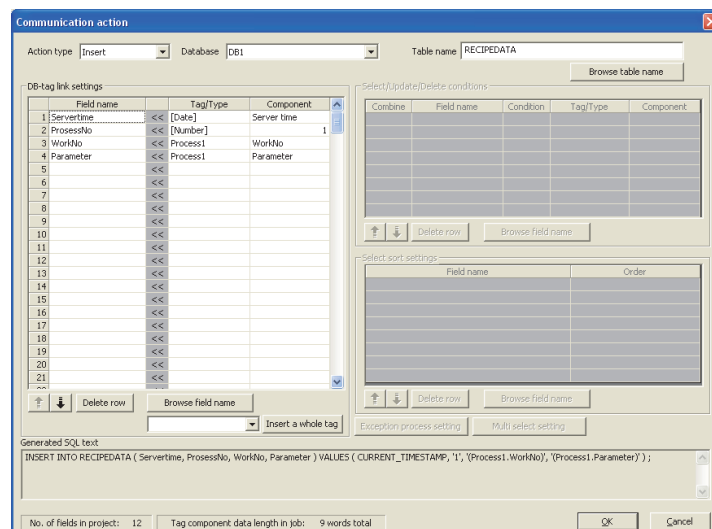 Communication action
Action type Insert Database DB1 Table name RECIPEDATA
Browse table name
DB-tag link settings
Field name Tag/Type Component
1 Servertime << [Date] Server time
2 ProsessNo << [Number] 1
3 WorkNo << Process1 WorkNo
4 Parameter << Process1 Parameter
5 <<
6 <<
7 <<
8 <<
9 <<
10 <<
11 <<
12 <<
13 <<
14 <<
15 <<
16 <<
17 <<
18 <<
19 <<
20 <<
21 <<
Delete row Browse field name
Insert a whole tag
Select/Update/Delete conditions
Combine Field name Condition Tag/Type Component
Delete row Browse field name
Select sort settings
Field name Order
Delete row Browse field name
Exception process setting Multi select setting
Generated SQL text
INSERT INTO RECIPEDATA ( Servertime, ProsessNo, WorkNo, Parameter ) VALUES ( CURRENT_TIMESTAMP, '1', '(Process1.WorkNo)', '(Process1.Parameter)' ) ;
No. of fields in project: 12 Tag component data length in job: 9 words total
OK Cancel